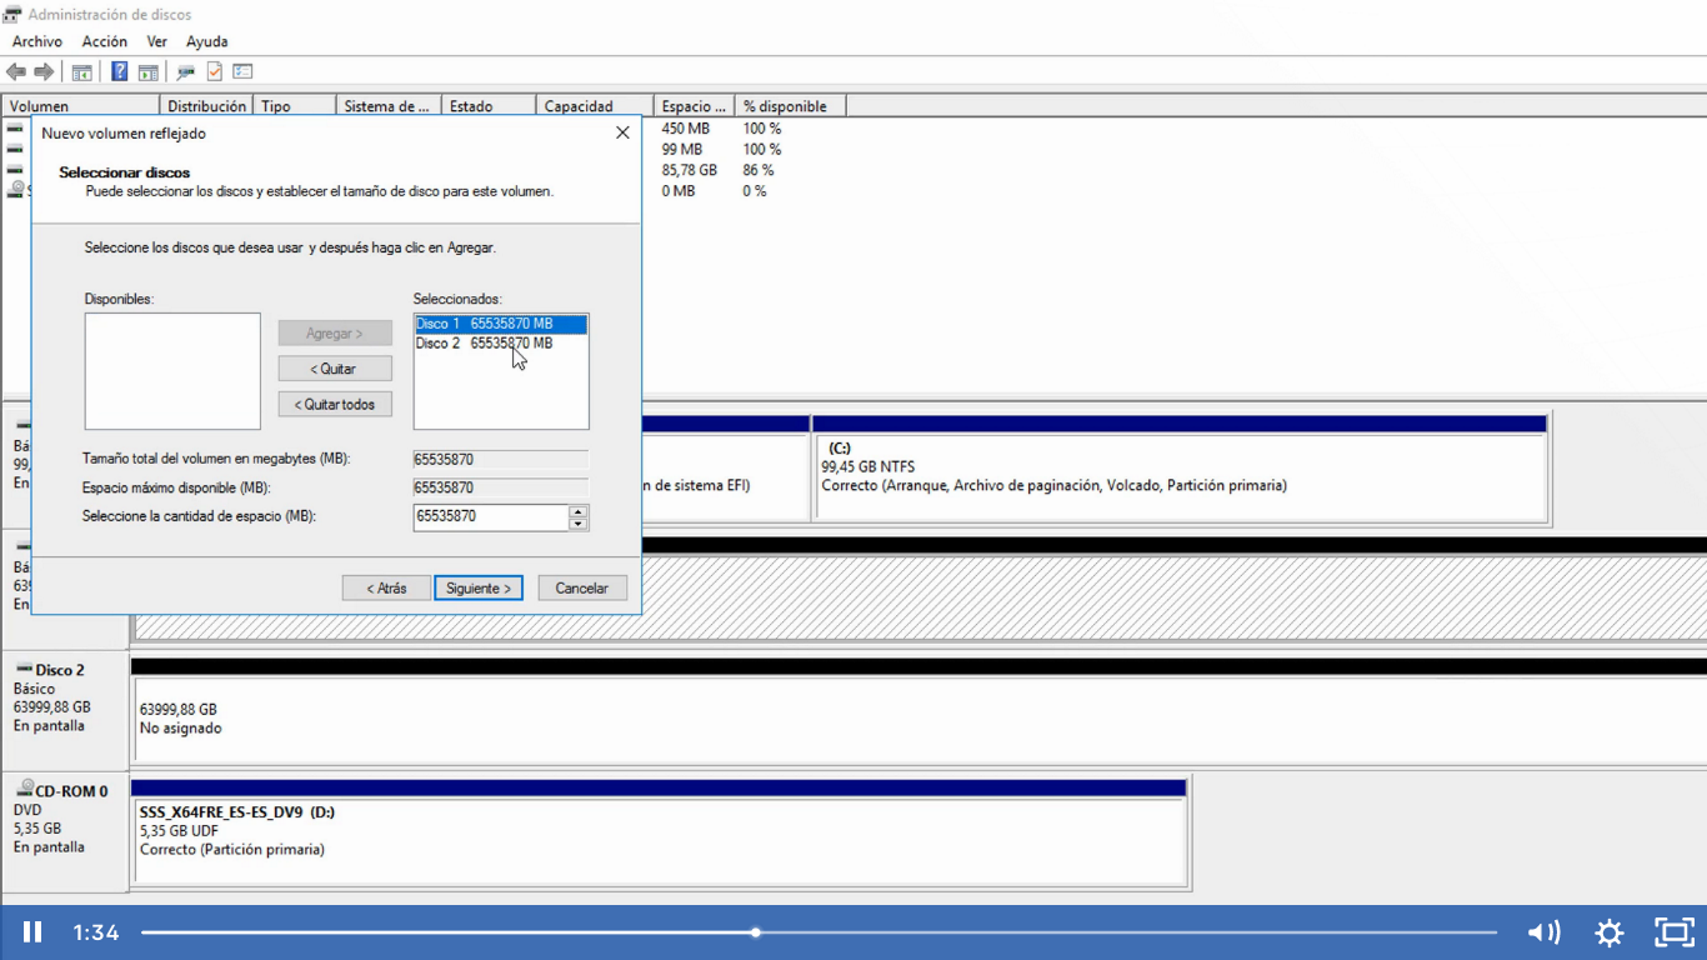 Administración de discos
Archivo Acción Ver Ayuda
Volumen Distribución Tipo Sistema de ... Estado Capacidad Espacio ... % disponible
450 MB 100 %
99 MB 100 %
85,78 GB 86 %
0 MB 0 %
Nuevo volumen reflejado
Seleccionar discos
Puede seleccionar los discos y establecer el tamaño de disco para este volumen.
Seleccione los discos que desea usar y después haga clic en Agregar.
Disponibles: Seleccionados:
Agregar >
< Quitar
< Quitar todos
Disco 1 65535870 MB
Disco 2 65535870 MB
Tamaño total del volumen en megabytes (MB): 65535870
Espacio máximo disponible (MB): 65535870
Seleccione la cantidad de espacio (MB): 65535870
< Atrás Siguiente > Cancelar
Bá
99,
En
n de sistema EFI)
(C:)
99,45 GB NTFS
Correcto (Arranque, Archivo de paginación, Volcado, Partición primaria)
Bá
63
En
Disco 2
Básico
63999,88 GB
En pantalla
63999,88 GB
No asignado
CD-ROM 0
DVD
5,35 GB
En pantalla
SSS_X64FRE_ES-ES_DV9 (D:)
5,35 GB UDF
Correcto (Partición primaria)
1:34